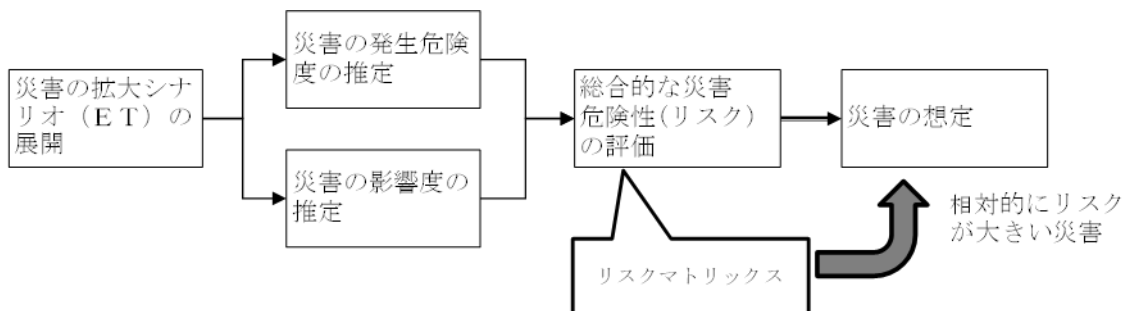 災害の拡大シナ
リオ（ＥＴ）の
展開
災害の発生危険
度の推定
災害の影響度の
推定
総合的な災害
危険性(リスク)
の評価
災害の想定
リスクマトリックス
相対的にリスク
が大きい災害